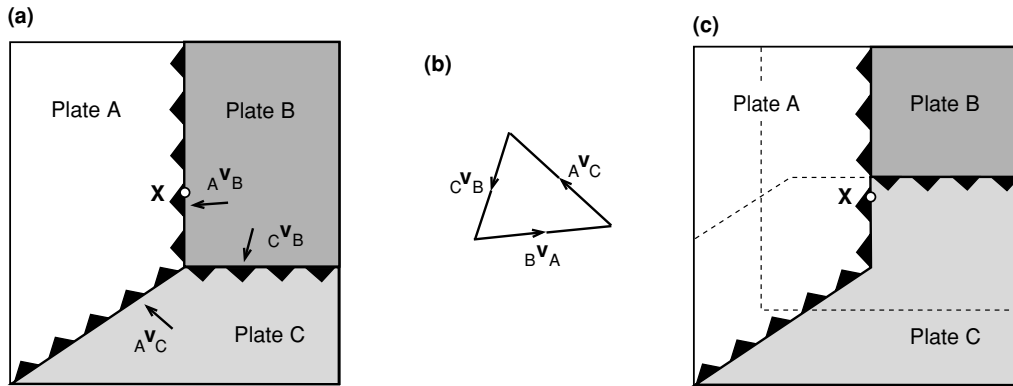 (a)
Plate A
Plate B
X
AvB
CvB
AvC
Plate C
(b)
CvB
AvC
BvA
(c)
Plate A
Plate B
X
Plate C